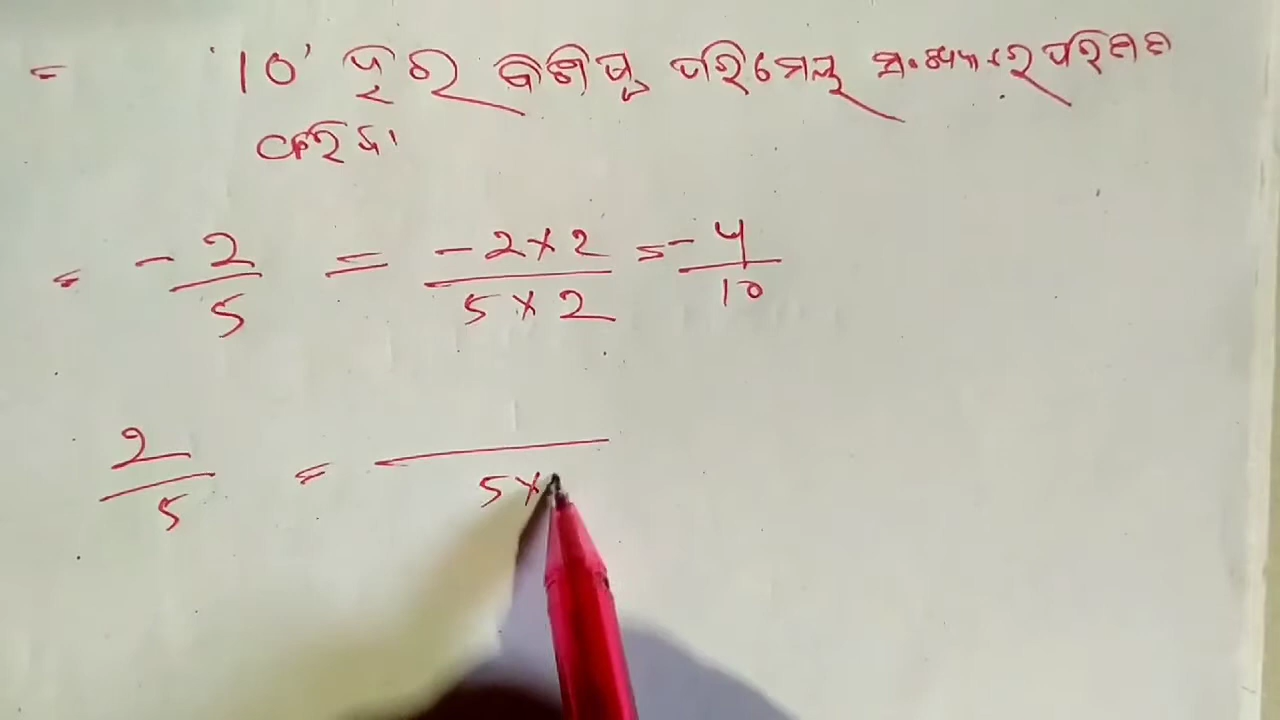 = '10' ହର ବିଶିଷ୍ଟ ପରିମେୟ ସଂଖ୍ୟାରେ ପରିଣତ
କରିବା
= -2/5 = -2×2/5×2 = -4/10
2/5 = /5×